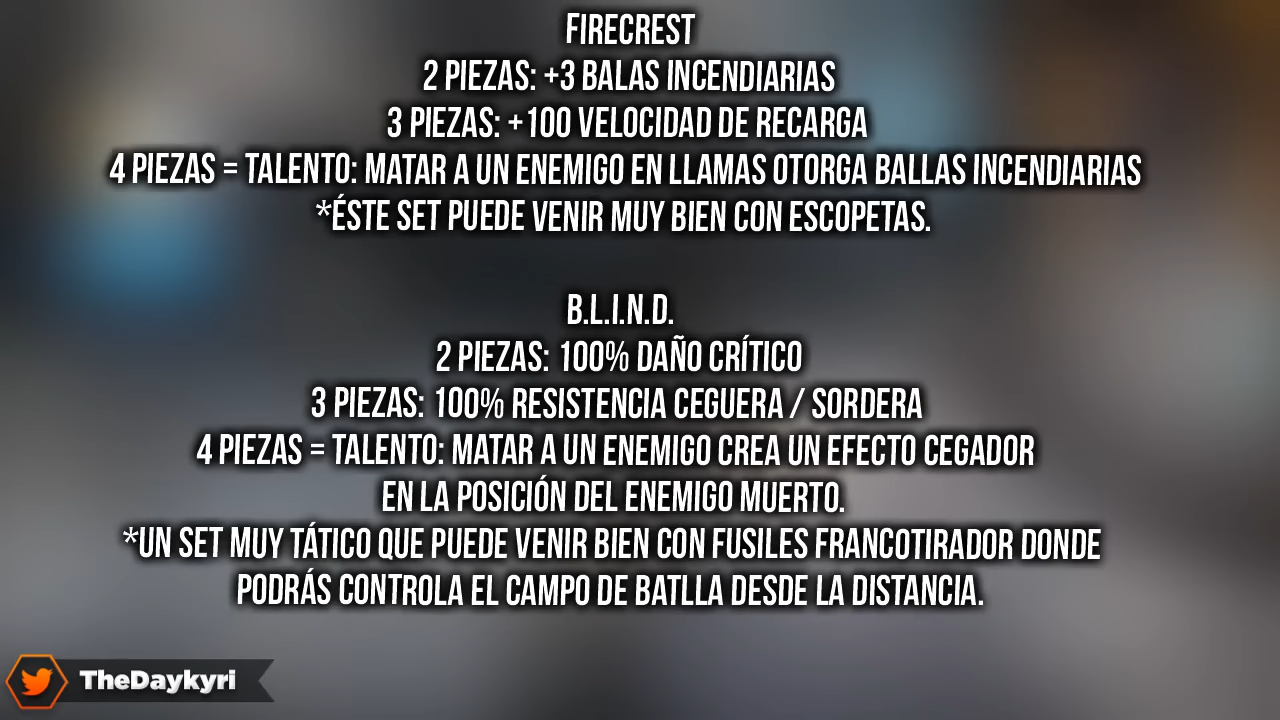 FIRECREST
2 PIEZAS: +3 BALAS INCENDIARIAS
3 PIEZAS: +100 VELOCIDAD DE RECARGA
4 PIEZAS = TALENTO: MATAR A UN ENEMIGO EN LLAMAS OTORGA BALLAS INCENDIARIAS
*ÉSTE SET PUEDE VENIR MUY BIEN CON ESCOPETAS.
B.L.I.N.D.
2 PIEZAS: 100% DAÑO CRÍTICO
3 PIEZAS: 100% RESISTENCIA CEGUERA / SORDERA
4 PIEZAS = TALENTO: MATAR A UN ENEMIGO CREA UN EFECTO CEGADOR
EN LA POSICIÓN DEL ENEMIGO MUERTO.
*UN SET MUY TÁTICO QUE PUEDE VENIR BIEN CON FUSILES FRANCOTIRADOR DONDE
PODRÁS CONTROLA EL CAMPO DE BATLLA DESDE LA DISTANCIA.
TheDaykyri